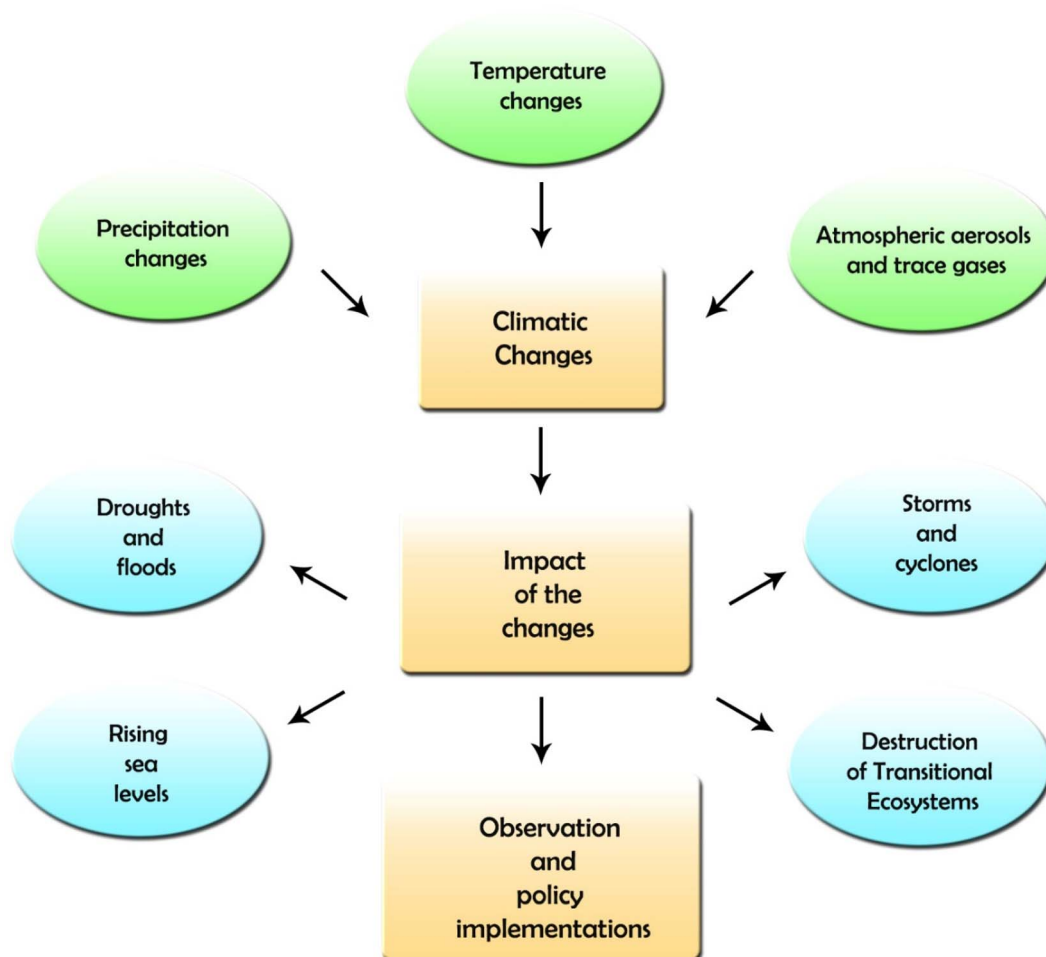 Temperature
changes
Precipitation
changes
Atmospheric aerosols
and trace gases
Climatic
Changes
Droughts
and
floods
Storms
and
cyclones
Impact
of the
changes
Rising
sea
levels
Destruction
of Transitional
Ecosystems
Observation
and
policy
implementations